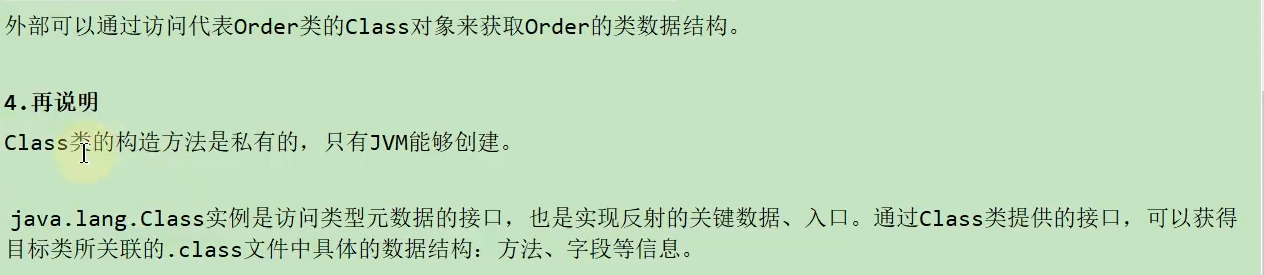 外部可以通过访问代表Order类的Class对象来获取Order的类数据结构。
4.再说明
Class类的构造方法是私有的，只有JVM能够创建。
java.lang.Class实例是访问类型元数据的接口，也是实现反射的关键数据、入口。通过Class类提供的接口，可以获得
目标类所关联的.class文件中具体的数据结构：方法、字段等信息。